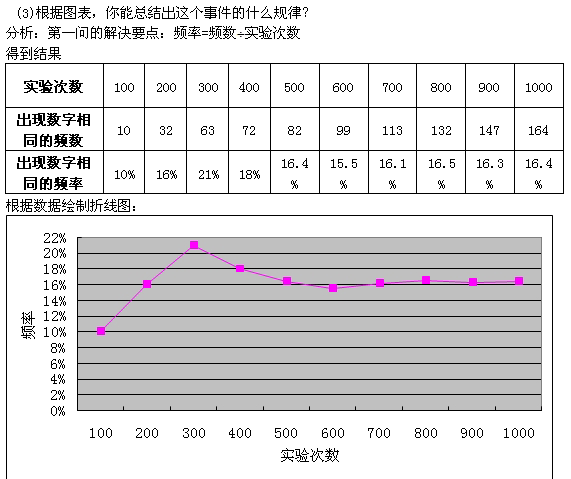 (3)根据图表，你能总结出这个事件的什么规律？
分析：第一问的解决要点：频率=频数÷实验次数
得到结果
实验次数 100 200 300 400 500 600 700 800 900 1000
出现数字相同的频数 10 32 63 72 82 99 113 132 147 164
出现数字相同的频率 10% 16% 21% 18% 16.4% 15.5% 16.1% 16.5% 16.3% 16.4%
根据数据绘制折线图：
22%
20%
18%
16%
14%
12%
10%
8%
6%
4%
2%
0%
频率
100 200 300 400 500 600 700 800 900 1000
实验次数